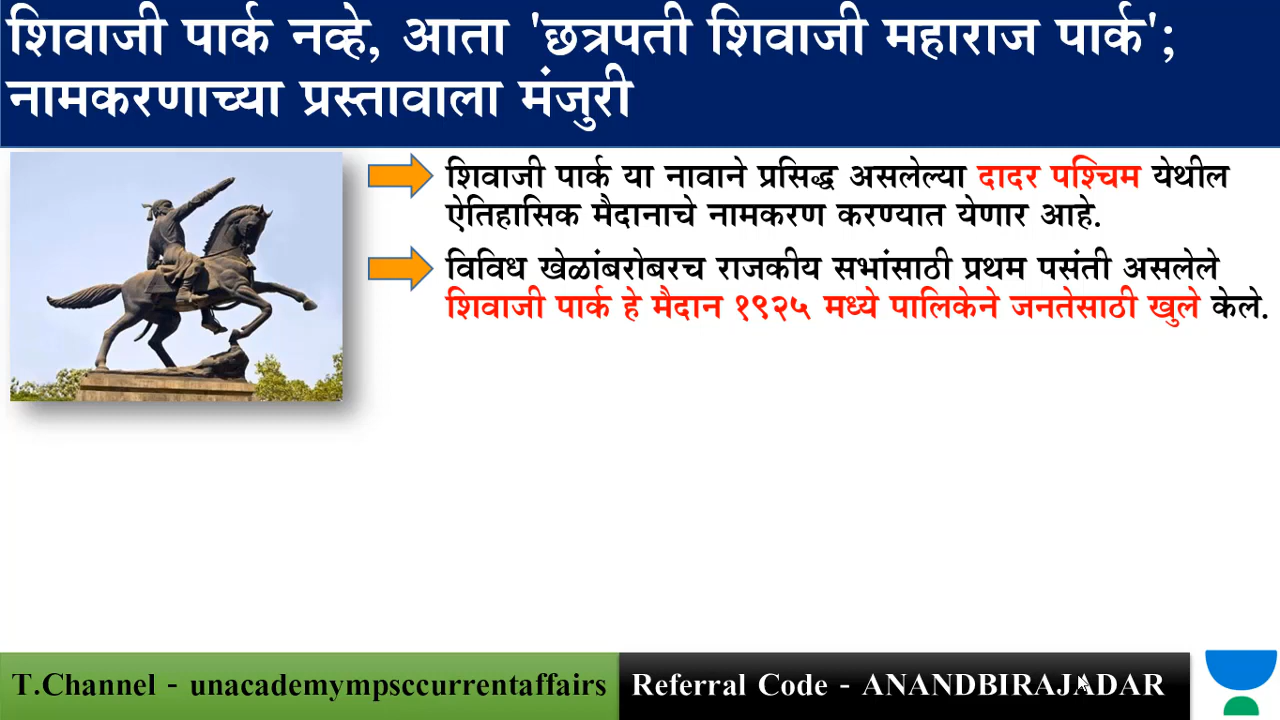 शिवाजी पार्क नव्हे, आता 'छत्रपती शिवाजी महाराज पार्क';
नामकरणाच्या प्रस्तावाला मंजुरी
शिवाजी पार्क या नावाने प्रसिद्ध असलेल्या दादर पश्चिम येथील
ऐतिहासिक मैदानाचे नामकरण करण्यात येणार आहे.
विविध खेळांबरोबरच राजकीय सभांसाठी प्रथम पसंती असलेले
शिवाजी पार्क हे मैदान १९२५ मध्ये पालिकेने जनतेसाठी खुले केले.
T.Channel - unacademympsccurrentaffairs
Referral Code - ANANDBIRAJADAR